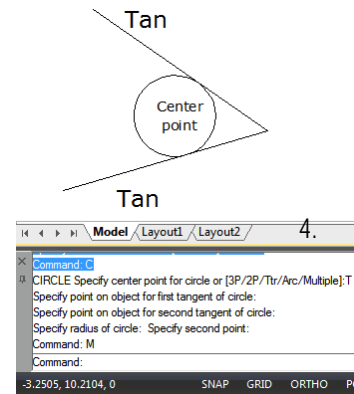 Tan
Center
point
Tan
Model Layout1 Layout2 4.
Command: C
CIRCLE Specify center point for circle or [3P/2P/Ttr/Arc/Multiple]:T
Specify point on object for first tangent of circle:
Specify point on object for second tangent of circle:
Specify radius of circle: Specify second point:
Command: M
Command:
-3.2505, 10.2104, 0 SNAP GRID ORTHO